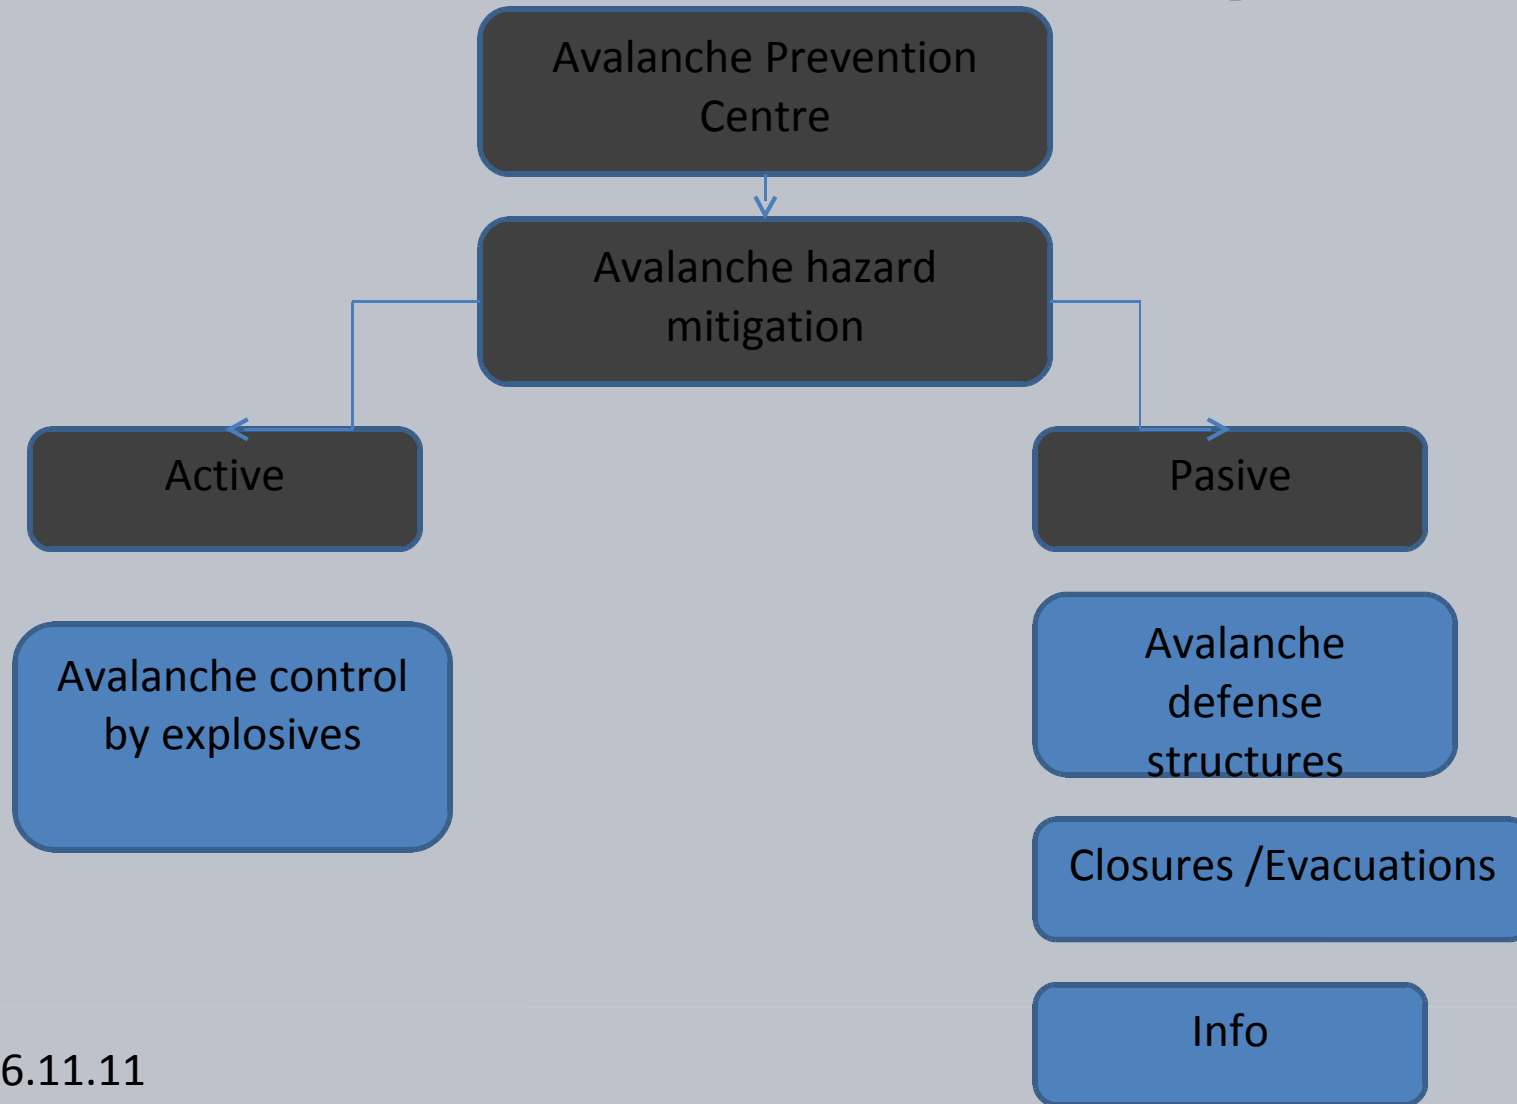 Avalanche Prevention
Centre
Avalanche hazard
mitigation
Active
Pasive
Avalanche control
by explosives
Avalanche
defense
structures
Closures /Evacuations
Info
6.11.11